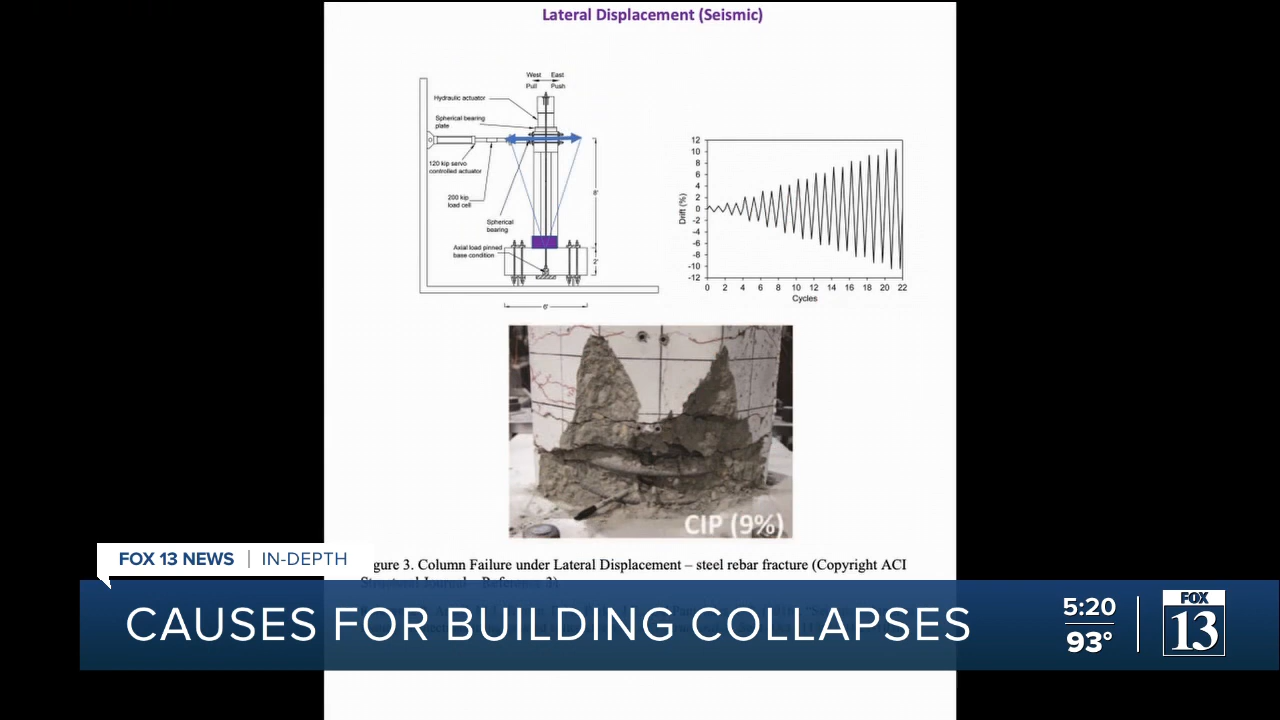 Lateral Displacement (Seismic)
West East
Pull Push
Hydraulic actuator
Spherical bearing
plate
120 kip servo
controlled actuator
200 kip
load cell
Spherical
bearing
Axial load pinned
base condition
8'
2'
6'
12
10
8
6
4
2
0
-2
-4
-6
-8
-10
-12
Drift (%)
0 2 4 6 8 10 12 14 16 18 20 22
Cycles
CIP (9%)
gure 3. Column Failure under Lateral Displacement – steel rebar fracture (Copyright ACI
Structural Journal – Reference 3)
FOX 13 NEWS | IN-DEPTH
CAUSES FOR BUILDING COLLAPSES
5:20
93°
FOX
13